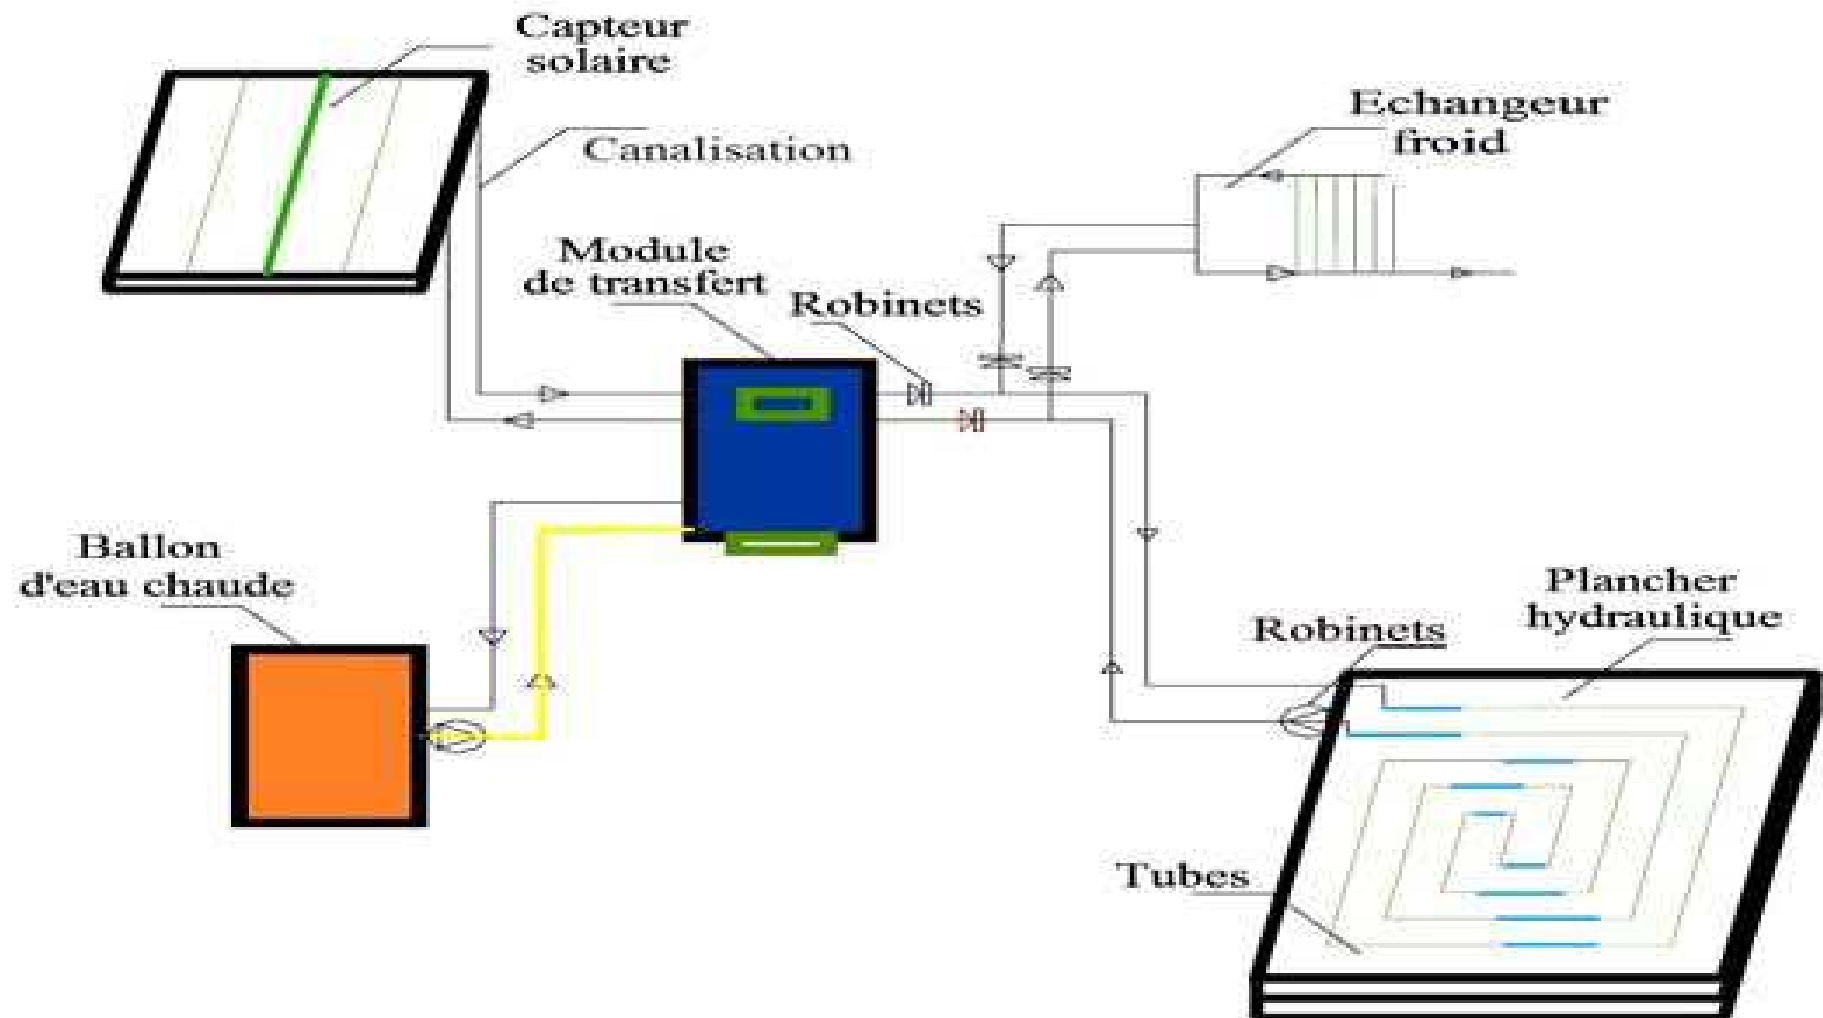 Capteur
solaire
Canalisation
Echangeur
froid
Module
de transfert
Robinets
Ballon
d'eau chaude
Plancher
hydraulique
Robinets
Tubes